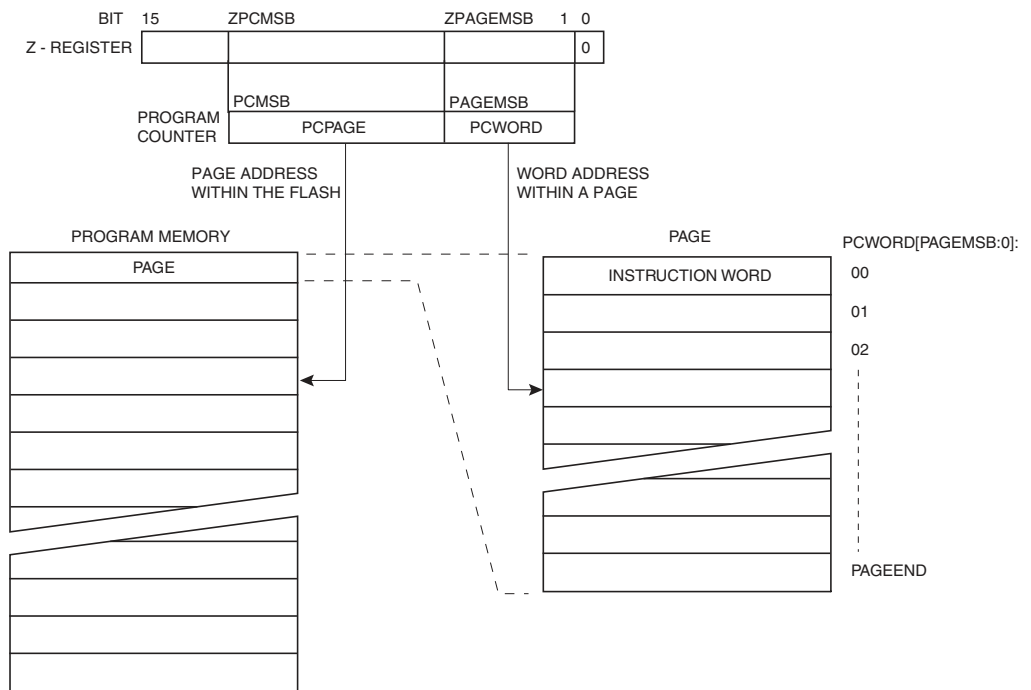 BIT 15 ZPCMSB ZPAGEMSB 1 0
Z - REGISTER 0
PCMSB PAGEMSB
PROGRAM
COUNTER
PCPAGE PCWORD
PAGE ADDRESS
WITHIN THE FLASH
WORD ADDRESS
WITHIN A PAGE
PROGRAM MEMORY
PAGE
PAGE
INSTRUCTION WORD
PCWORD[PAGEMSB:0]:
00
01
02
PAGEEND